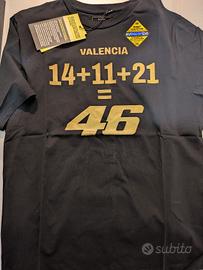 VALENCIA
14+11+21
=
46
subito